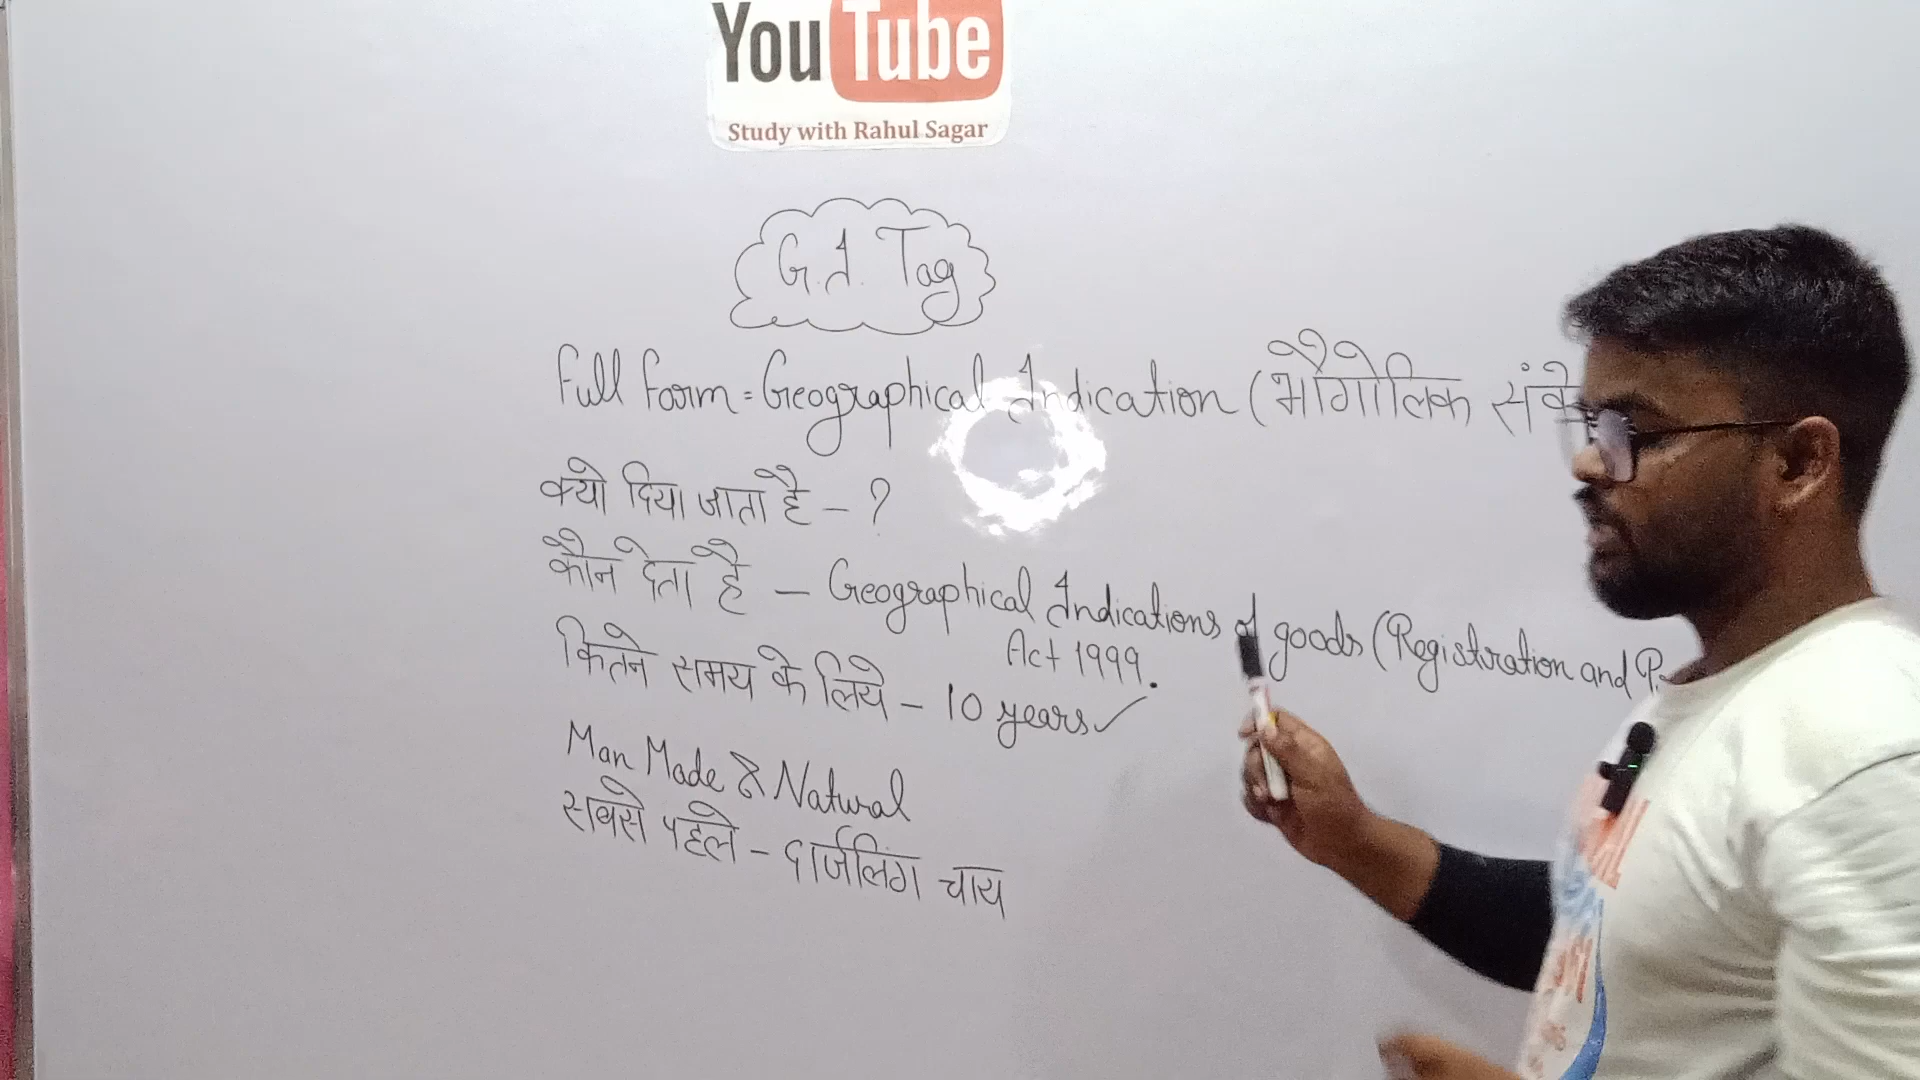 YouTube
Study with Rahul Sagar
G.I. Tag
Full Form = Geographical Indication (भौगोलिक
क्यो दिया जाता है - ?
कौन देता है - Geographical Indications of goods (Registration and
Act 1999.
कितने समय के लिये - 10 years ✓
Man Made & Natural
सबसे पहले - दार्जलिंग चाय